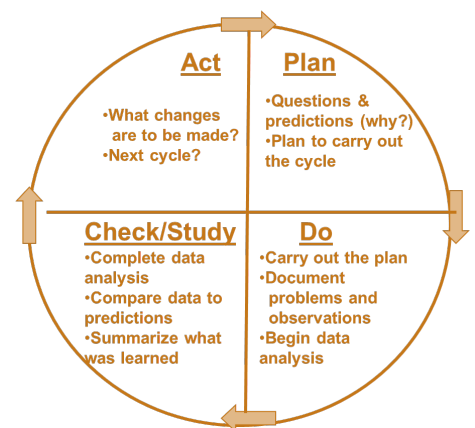 Act
•What changes
are to be made?
•Next cycle?
Plan
•Questions &
predictions (why?)
•Plan to carry out
the cycle
Check/Study
•Complete data
analysis
•Compare data to
predictions
•Summarize what
was learned
Do
•Carry out the plan
•Document
problems and
observations
•Begin data
analysis